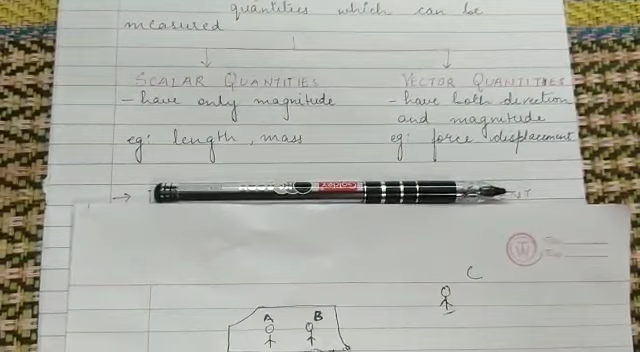 quantities which can be
measured
SCALAR QUANTITIES
- have only magnitude
eg: length, mass
VECTOR QUANTITIES
- have both direction
and magnitude
eg: force displacement
C
A B